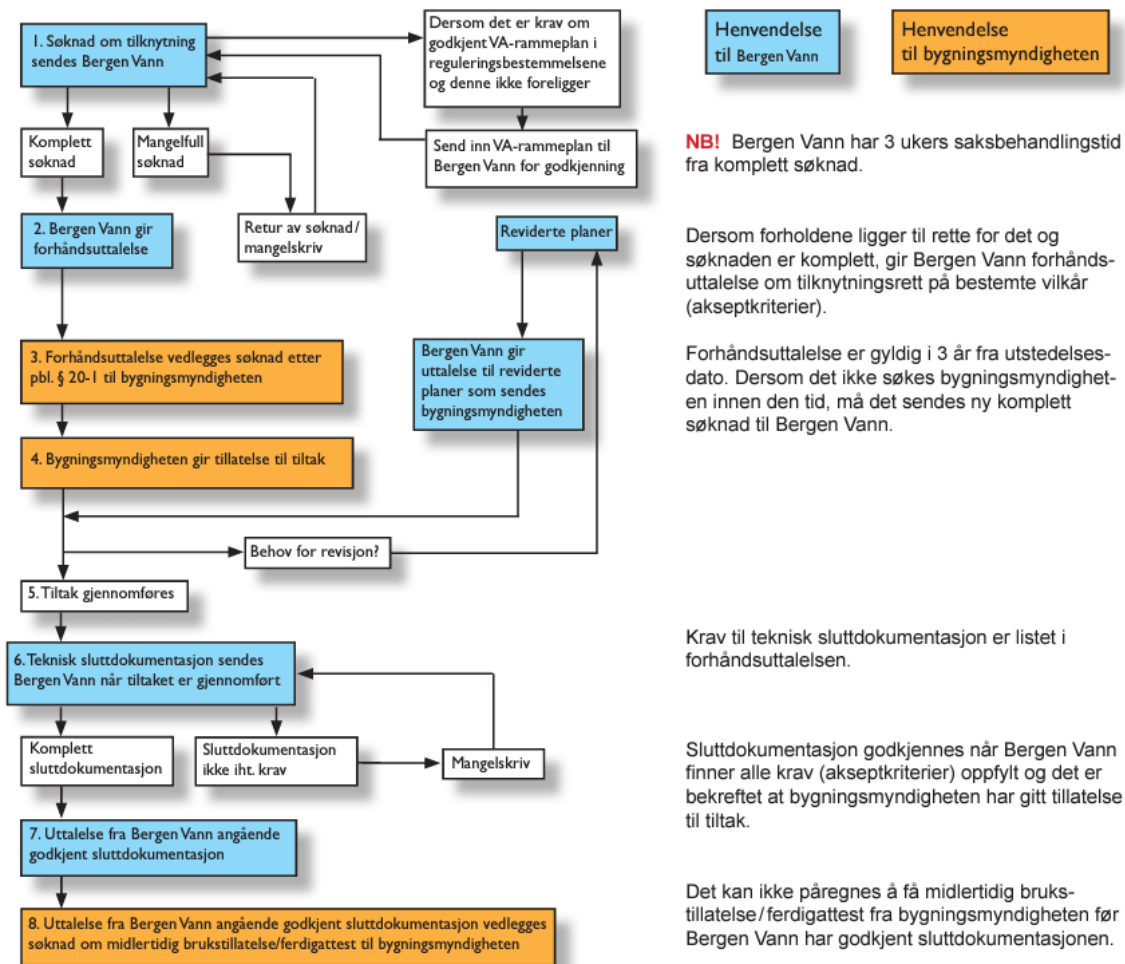 1. Søknad om tilknytning
sendes Bergen Vann
Dersom det er krav om
godkjent VA-rammeplan i
reguleringsbestemmelsene
og denne ikke foreligger
Henvendelse
til Bergen Vann
Henvendelse
til bygningsmyndigheten
Komplett
søknad
Mangelfull
søknad
Send inn VA-rammeplan til
Bergen Vann for godkjenning
NB! Bergen Vann har 3 ukers saksbehandlingstid
fra komplett søknad.
2. Bergen Vann gir
forhåndsuttalelse
Retur av søknad/
mangelskriv
Reviderte planer
Dersom forholdene ligger til rette for det og
søknaden er komplett, gir Bergen Vann forhånds-
uttalelse om tilknytningsrett på bestemte vilkår
(akseptkriterier).
3. Forhåndsuttalelse vedlegges søknad etter
pbl. § 20-1 til bygningsmyndigheten
Bergen Vann gir
uttalelse til reviderte
planer som sendes
bygningsmyndigheten
Forhåndsuttalelse er gyldig i 3 år fra utstedelses-
dato. Dersom det ikke søkes bygningsmyndighet-
en innen den tid, må det sendes ny komplett
søknad til Bergen Vann.
4. Bygningsmyndigheten gir tillatelse til tiltak
Behov for revisjon?
5. Tiltak gjennomføres
6. Teknisk sluttdokumentasjon sendes
Bergen Vann når tiltaket er gjennomført
Krav til teknisk sluttdokumentasjon er listet i
forhåndsuttalelsen.
Komplett
sluttdokumentasjon
Sluttdokumentasjon
ikke iht. krav
Mangelskriv
Sluttdokumentasjon godkjennes når Bergen Vann
finner alle krav (akseptkriterier) oppfylt og det er
bekreftet at bygningsmyndigheten har gitt tillatelse
til tiltak.
7. Uttalelse fra Bergen Vann angående
godkjent sluttdokumentasjon
8. Uttalelse fra Bergen Vann angående godkjent sluttdokumentasjon vedlegges
søknad om midlertidig brukstillatelse/ferdigattest til bygningsmyndigheten
Det kan ikke påregnes å få midlertidig bruks-
tillatelse/ferdigattest fra bygningsmyndigheten før
Bergen Vann har godkjent sluttdokumentasjonen.